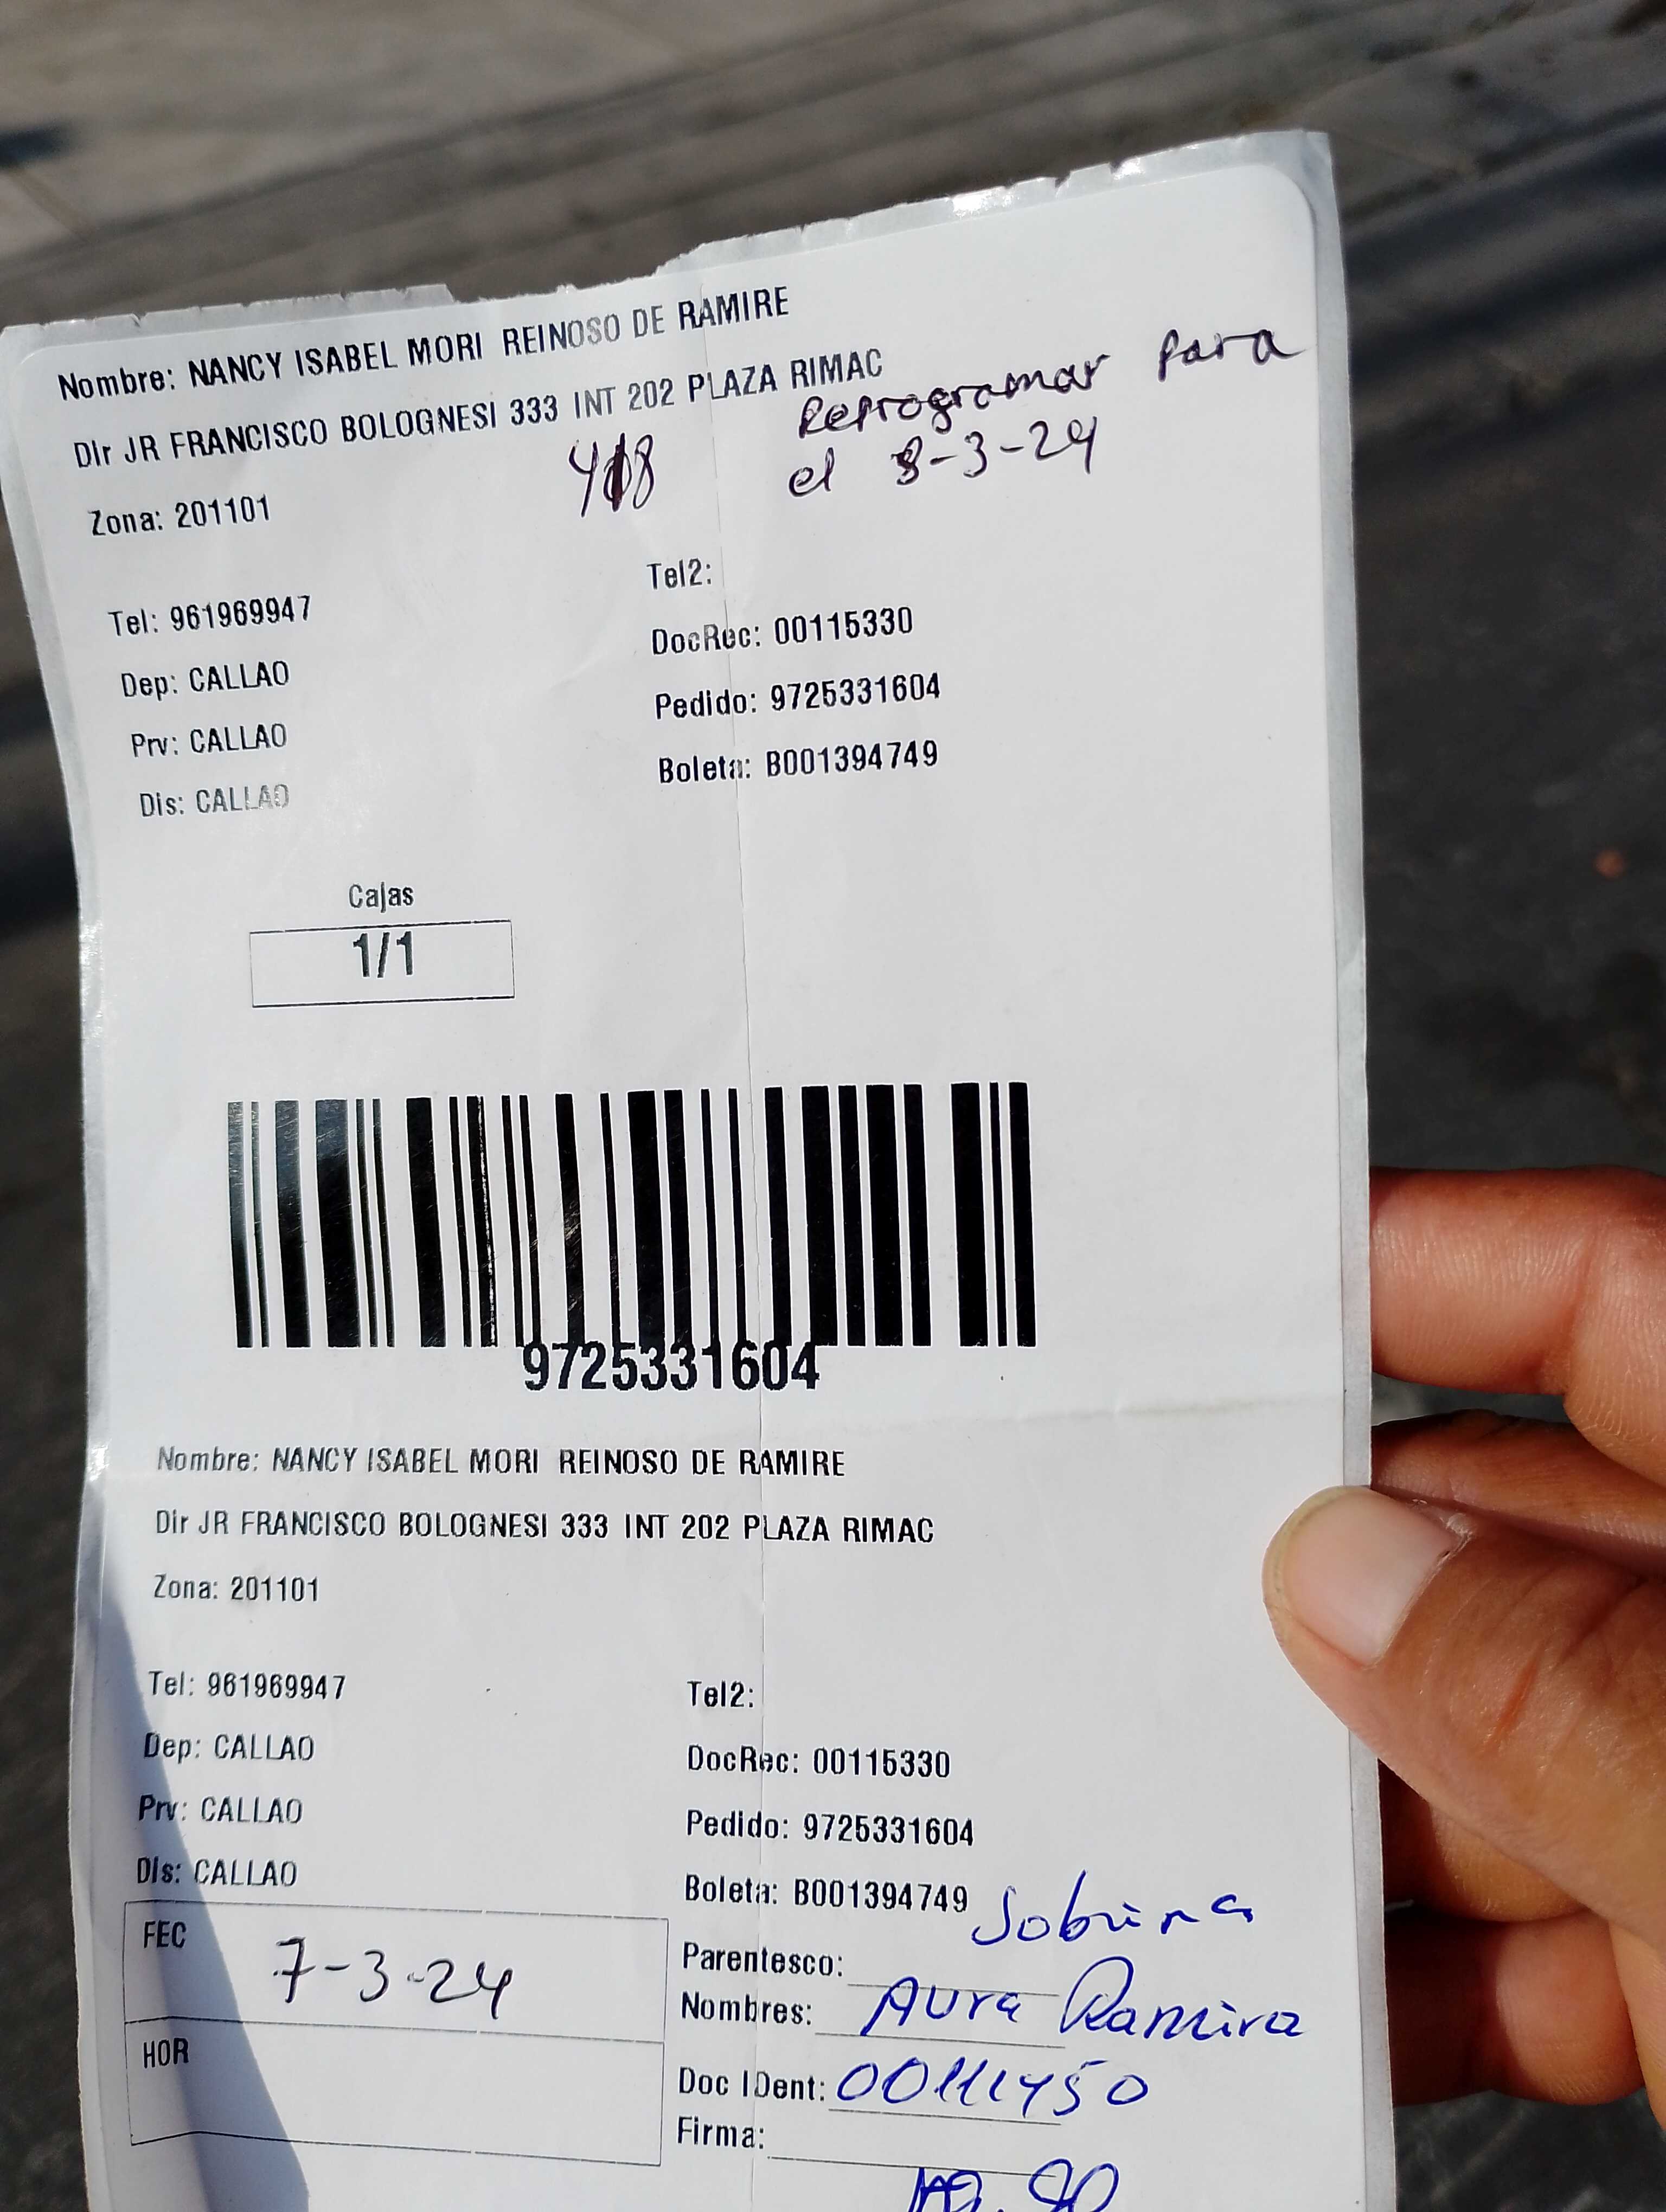 Nombre: NANCY ISABEL MORI REINOSO DE RAMIRE
Dir JR FRANCISCO BOLOGNESI 333 INT 202 PLAZA RIMAC
Reprogramar para
el 8-3-24
Zona: 201101
Tel: 961969947
Tel2:
Dep: CALLAO
DocRec: 00115330
Prv: CALLAO
Pedido: 9725331604
Dis: CALLAO
Boleta: B001394749
Cajas
1/1
9725331604
Nombre: NANCY ISABEL MORI REINOSO DE RAMIRE
Dir JR FRANCISCO BOLOGNESI 333 INT 202 PLAZA RIMAC
Zona: 201101
Tel: 961969947
Tel2:
Dep: CALLAO
DocRec: 00115330
Prv: CALLAO
Pedido: 9725331604
Dis: CALLAO
Boleta: B001394749
FEC 7-3-24
HOR
Parentesco: Sobrina
Nombres: Aura Ramirez
Doc IDent:
Firma: